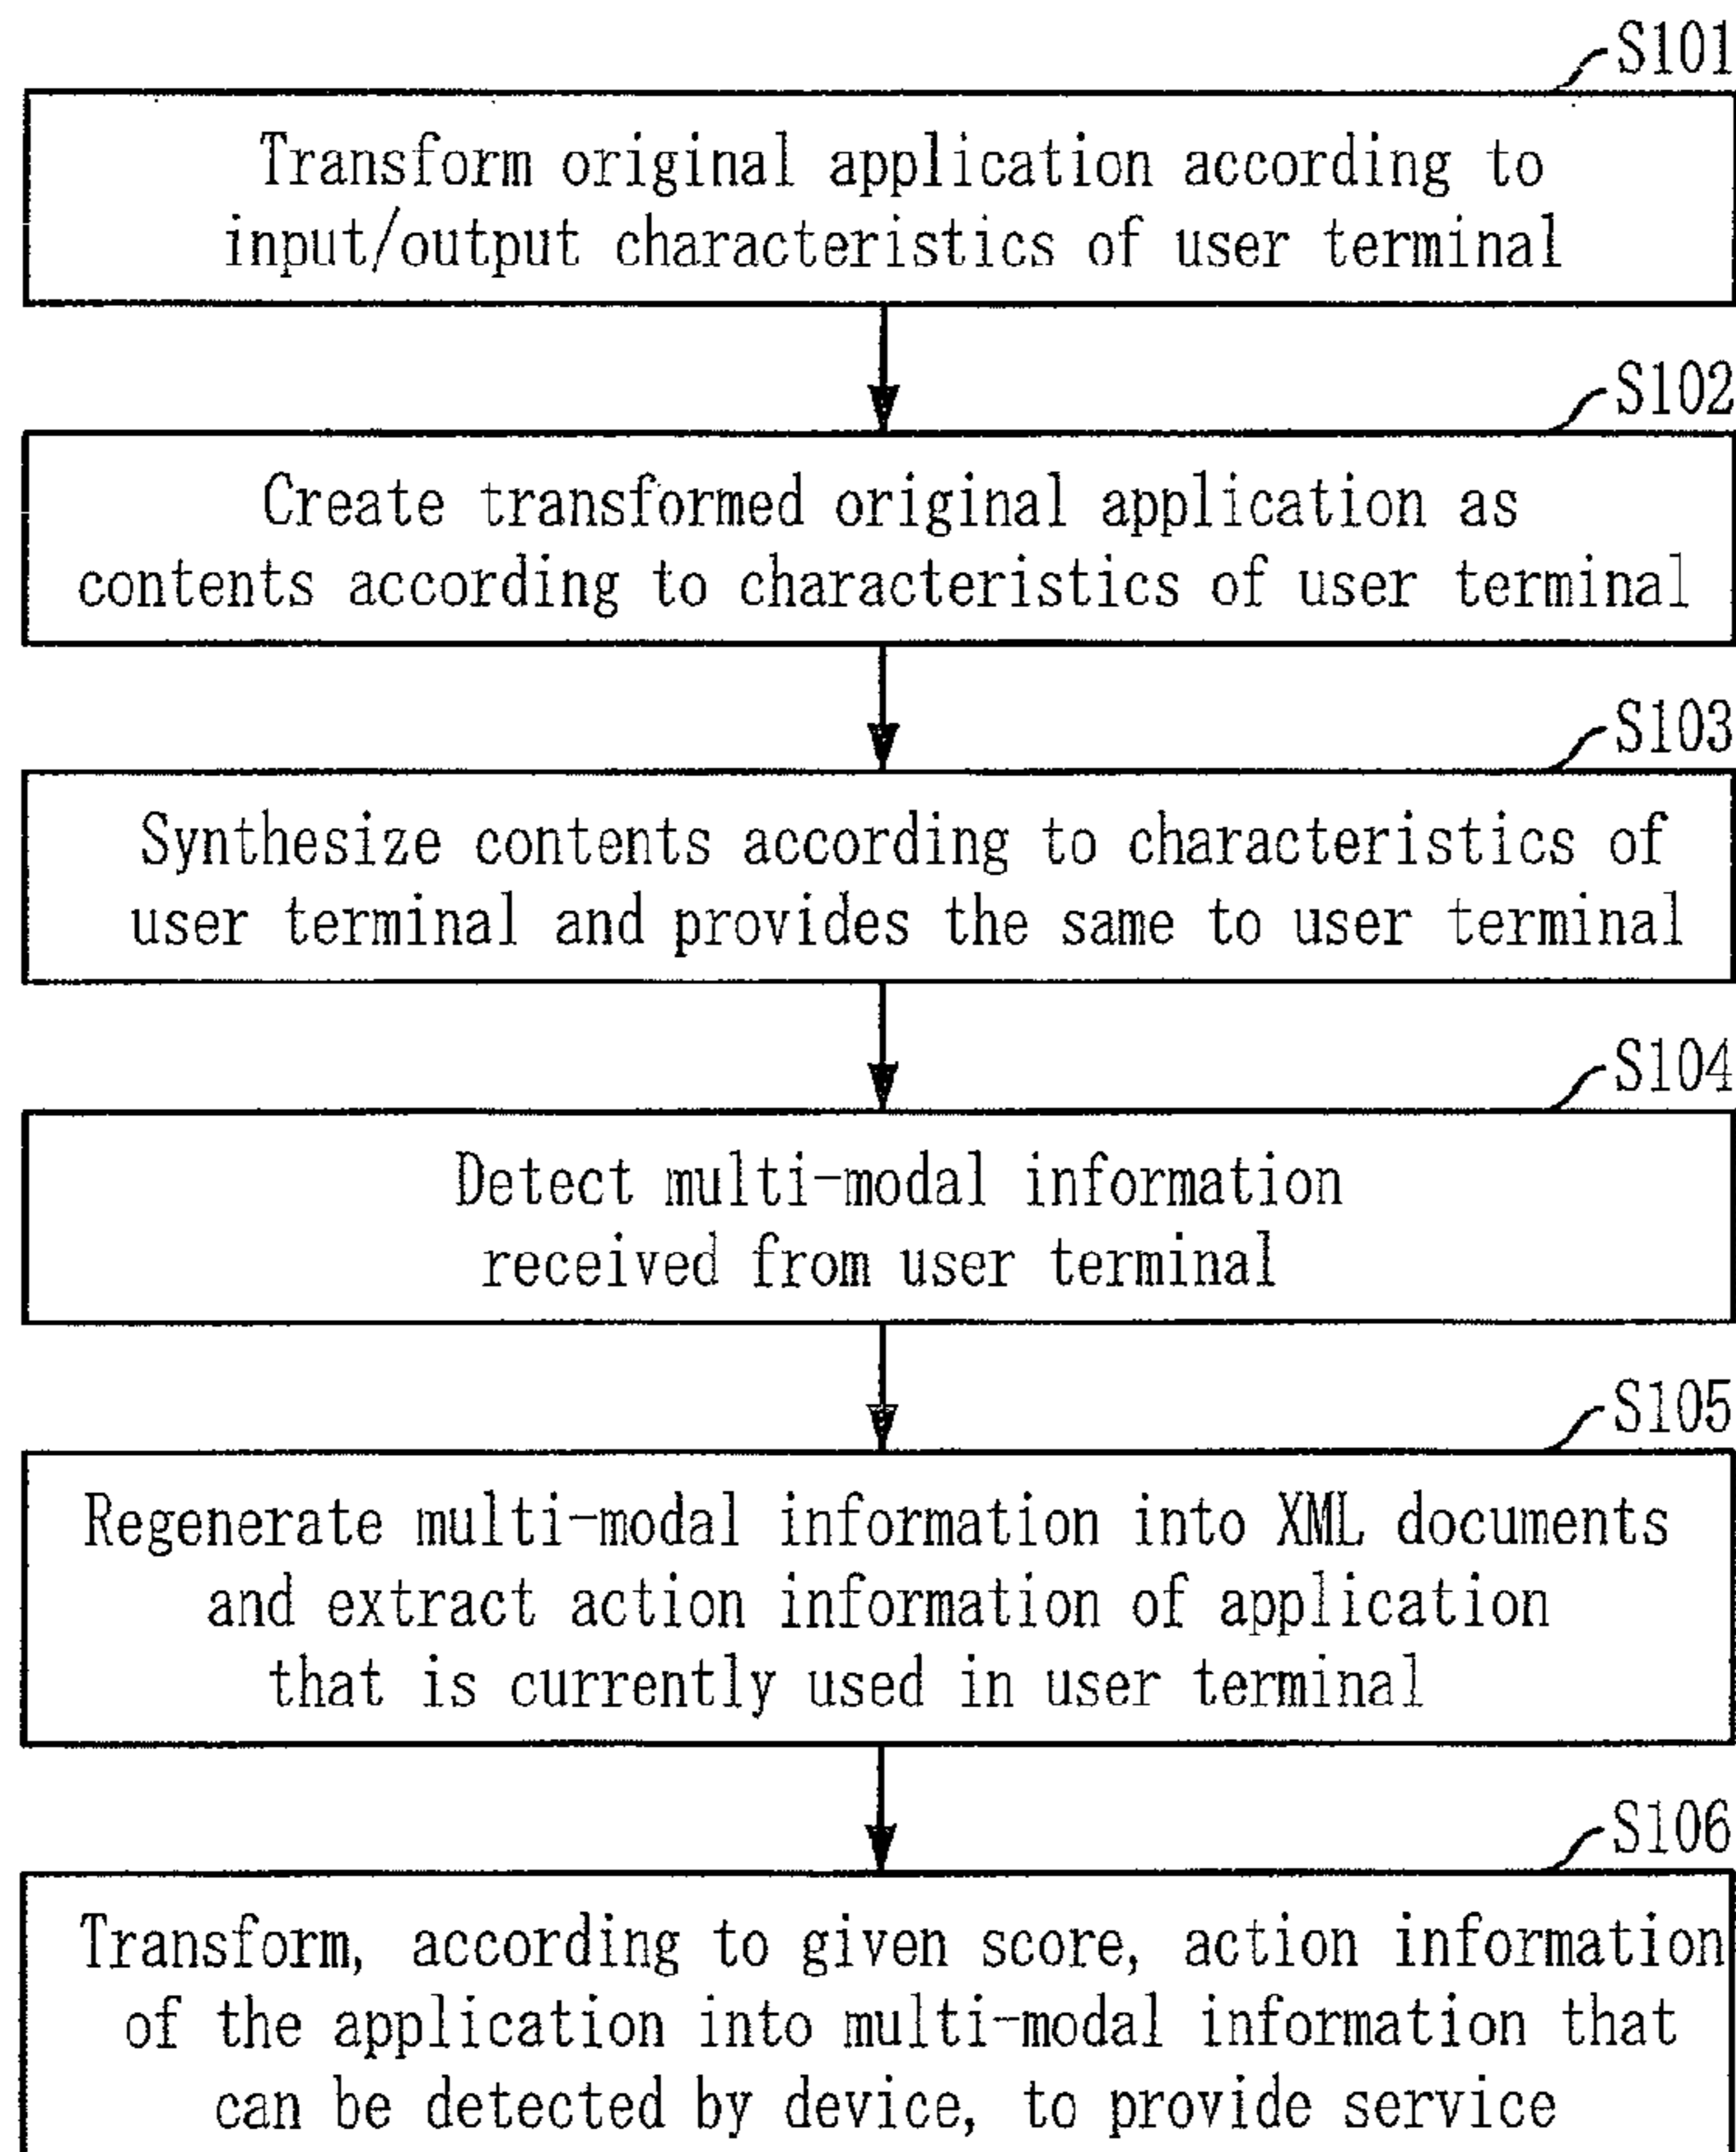 S101
Transform original application according to
input/output characteristics of user terminal
S102
Create transformed original application as
contents according to characteristics of user terminal
S103
Synthesize contents according to characteristics of
user terminal and provides the same to user terminal
S104
Detect multi-modal information
received from user terminal
S105
Regenerate multi-modal information into XML documents
and extract action information of application
that is currently used in user terminal
S106
Transform, according to given score, action information
of the application into multi-modal information that
can be detected by device, to provide service